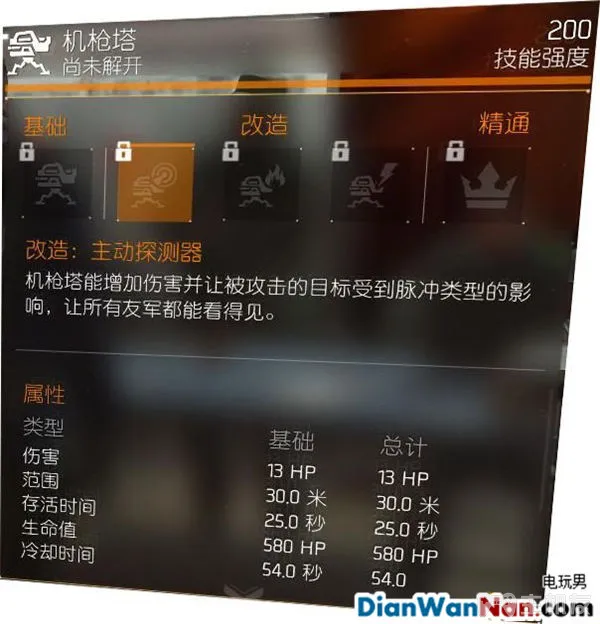 机枪塔
200
尚未解开
技能强度
基础
改造
精通
改造：主动探测器
机枪塔能增加伤害并让被攻击的目标受到脉冲类型的影
响，让所有友军都能看得见。
属性
类型 基础 总计
伤害 13 HP 13 HP
范围 30.0 米 30.0 米
存活时间 25.0 秒 25.0 秒
生命值 580 HP 580 HP
冷却时间 54.0 秒 54.0
电玩男
DianWanNan.com